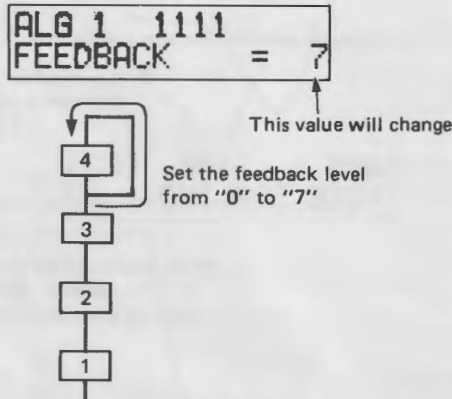 ALG 1 1111
FEEDBACK = 7
This value will change
4
Set the feedback level
from "0" to "7"
3
2
1